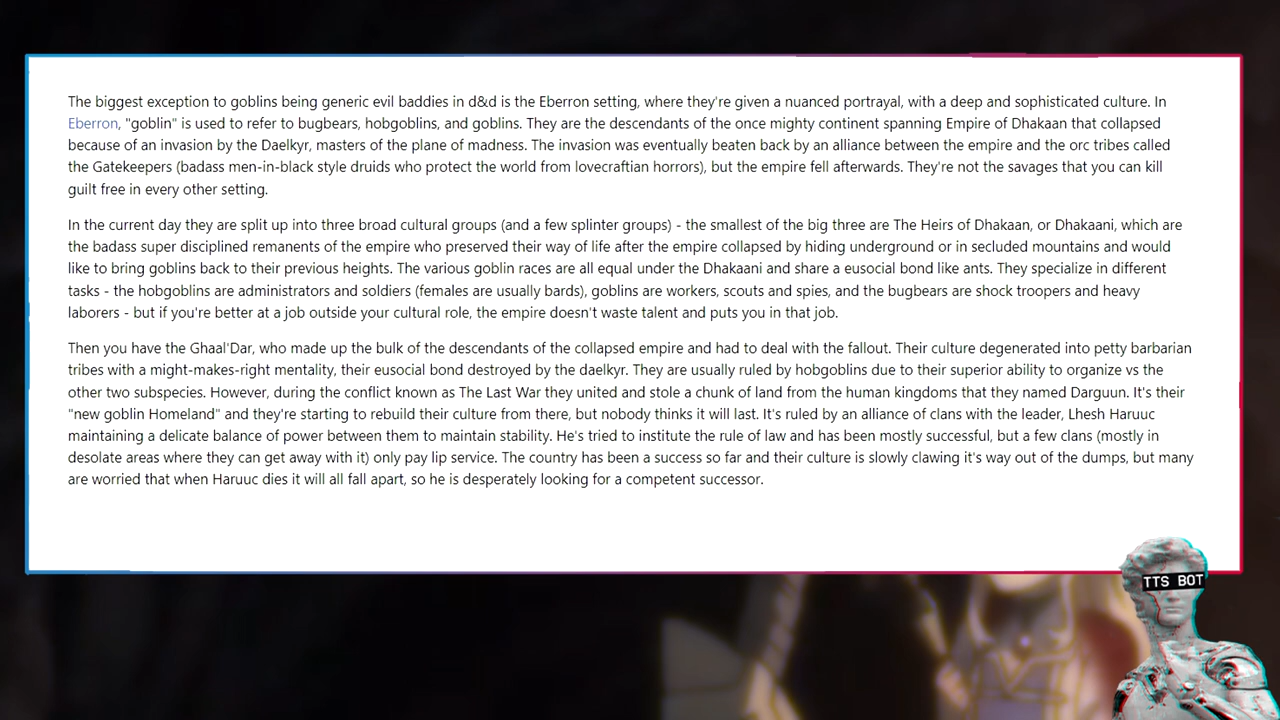 The biggest exception to goblins being generic evil baddies in d&d is the Eberron setting, where they're given a nuanced portrayal, with a deep and sophisticated culture. In
Eberron, "goblin" is used to refer to bugbears, hobgoblins, and goblins. They are the descendants of the once mighty continent spanning Empire of Dhakaan that collapsed
because of an invasion by the Daelkyr, masters of the plane of madness. The invasion was eventually beaten back by an alliance between the empire and the orc tribes called
the Gatekeepers (badass men-in-black style druids who protect the world from lovecraftian horrors), but the empire fell afterwards. They're not the savages that you can kill
guilt free in every other setting.
In the current day they are split up into three broad cultural groups (and a few splinter groups) - the smallest of the big three are The Heirs of Dhakaan, or Dhakaani, which are
the badass super disciplined remanents of the empire who preserved their way of life after the empire collapsed by hiding underground or in secluded mountains and would
like to bring goblins back to their previous heights. The various goblin races are all equal under the Dhakaani and share a eusocial bond like ants. They specialize in different
tasks - the hobgoblins are administrators and soldiers (females are usually bards), goblins are workers, scouts and spies, and the bugbears are shock troopers and heavy
laborers - but if you're better at a job outside your cultural role, the empire doesn't waste talent and puts you in that job.
Then you have the Ghaal'Dar, who made up the bulk of the descendants of the collapsed empire and had to deal with the fallout. Their culture degenerated into petty barbarian
tribes with a might-makes-right mentality, their eusocial bond destroyed by the daelkyr. They are usually ruled by hobgoblins due to their superior ability to organize vs the
other two subspecies. However, during the conflict known as The Last War they united and stole a chunk of land from the human kingdoms that they named Darguun. It's their
"new goblin Homeland" and they're starting to rebuild their culture from there, but nobody thinks it will last. It's ruled by an alliance of clans with the leader, Lhesh Haruuc
maintaining a delicate balance of power between them to maintain stability. He's tried to institute the rule of law and has been mostly successful, but a few clans (mostly in
desolate areas where they can get away with it) only pay lip service. The country has been a success so far and their culture is slowly clawing it's way out of the dumps, but many
are worried that when Haruuc dies it will all fall apart, so he is desperately looking for a competent successor.
TTS BOT